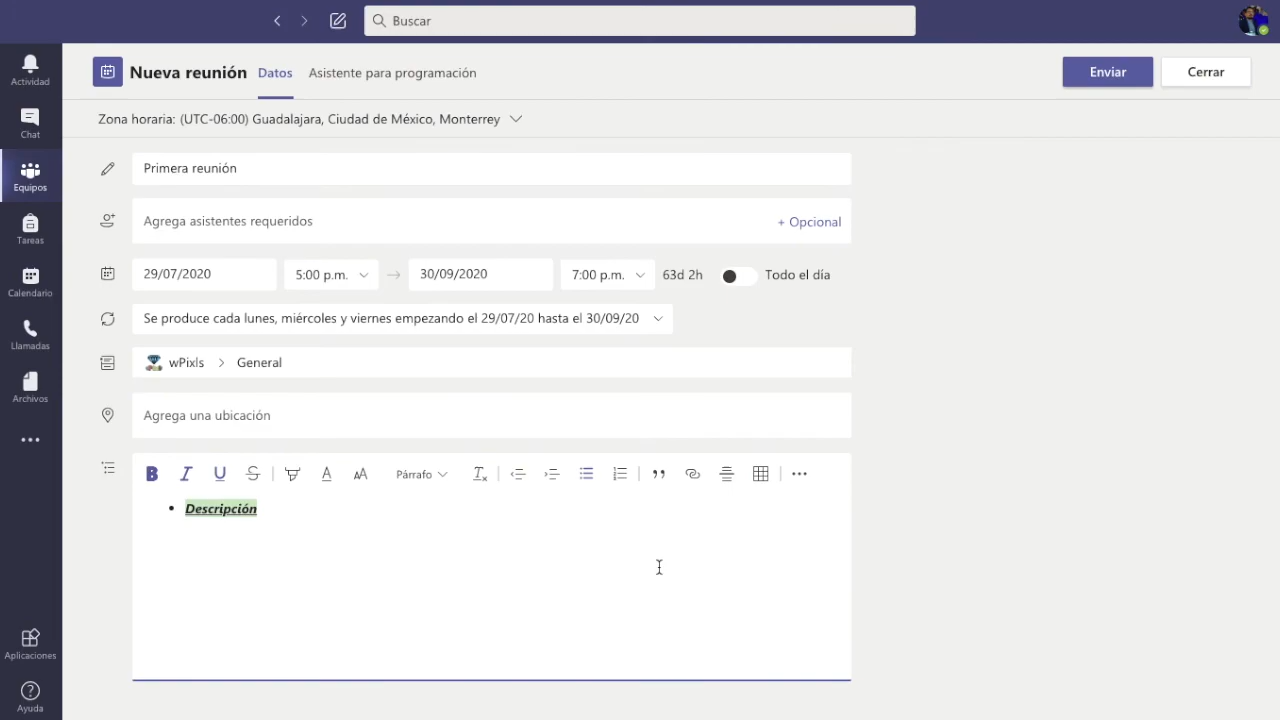 Buscar
Actividad
Chat
Equipos
Tareas
Calendario
Llamadas
Archivos
Aplicaciones
Ayuda
Nueva reunión Datos Asistente para programación Enviar Cerrar
Zona horaria: (UTC-06:00) Guadalajara, Ciudad de México, Monterrey
Primera reunión
Agrega asistentes requeridos + Opcional
29/07/2020 5:00 p.m. → 30/09/2020 7:00 p.m. 63d 2h Todo el día
Se produce cada lunes, miércoles y viernes empezando el 29/07/20 hasta el 30/09/20
wPixls > General
Agrega una ubicación
B I U S A AA Párrafo Tx
• Descripción